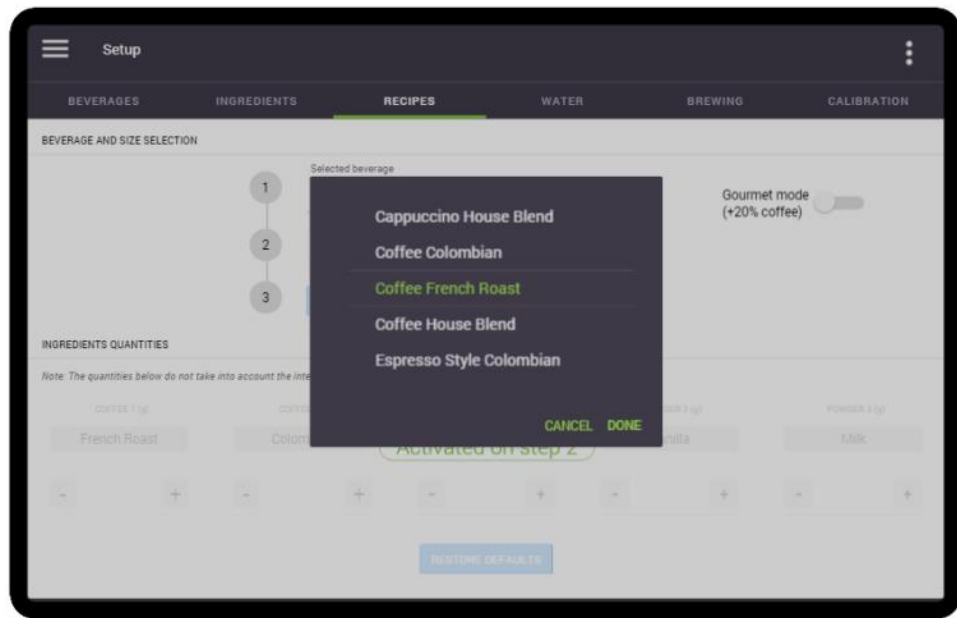 Setup
BEVERAGES INGREDIENTS RECIPES WATER BREWING CALIBRATION
BEVERAGE AND SIZE SELECTION
Selected beverage
1
Gourmet mode
(+20% coffee)
2
3
Cappuccino House Blend
Coffee Colombian
Coffee French Roast
Coffee House Blend
Espresso Style Colombian
CANCEL DONE
INGREDIENTS QUANTITIES
Note: The quantities below do not take into account the inte
COFFEE 1 (g)
French Roast Colom nilla Milk
Activated on step 2
- + - + - + - + - +
RESTORE DEFAULTS